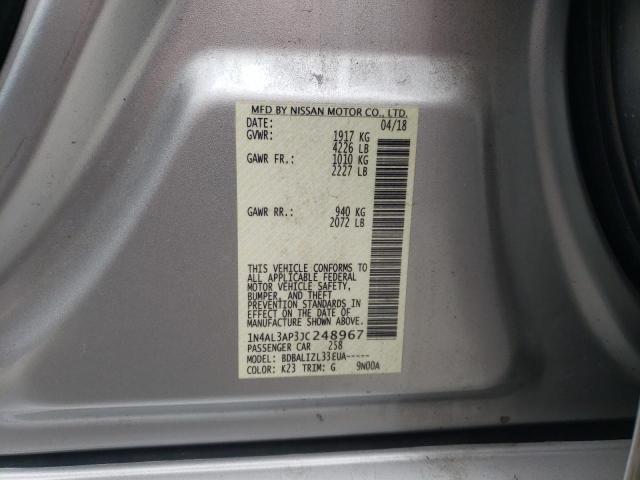 MFD BY NISSAN MOTOR CO., LTD.
DATE: 04/18
GVWR: 1917 KG
4226 LB
GAWR FR.: 1010 KG
2227 LB
GAWR RR.: 940 KG
2072 LB
THIS VEHICLE CONFORMS TO
ALL APPLICABLE FEDERAL
MOTOR VEHICLE SAFETY,
BUMPER, AND THEFT
PREVENTION STANDARDS IN
EFFECT ON THE DATE OF
MANUFACTURE SHOWN ABOVE.
1N4AL3AP3JC248967
PASSENGER CAR 258
MODEL: BDBALIZL33EUA-----
COLOR: K23 TRIM: G 9N00A